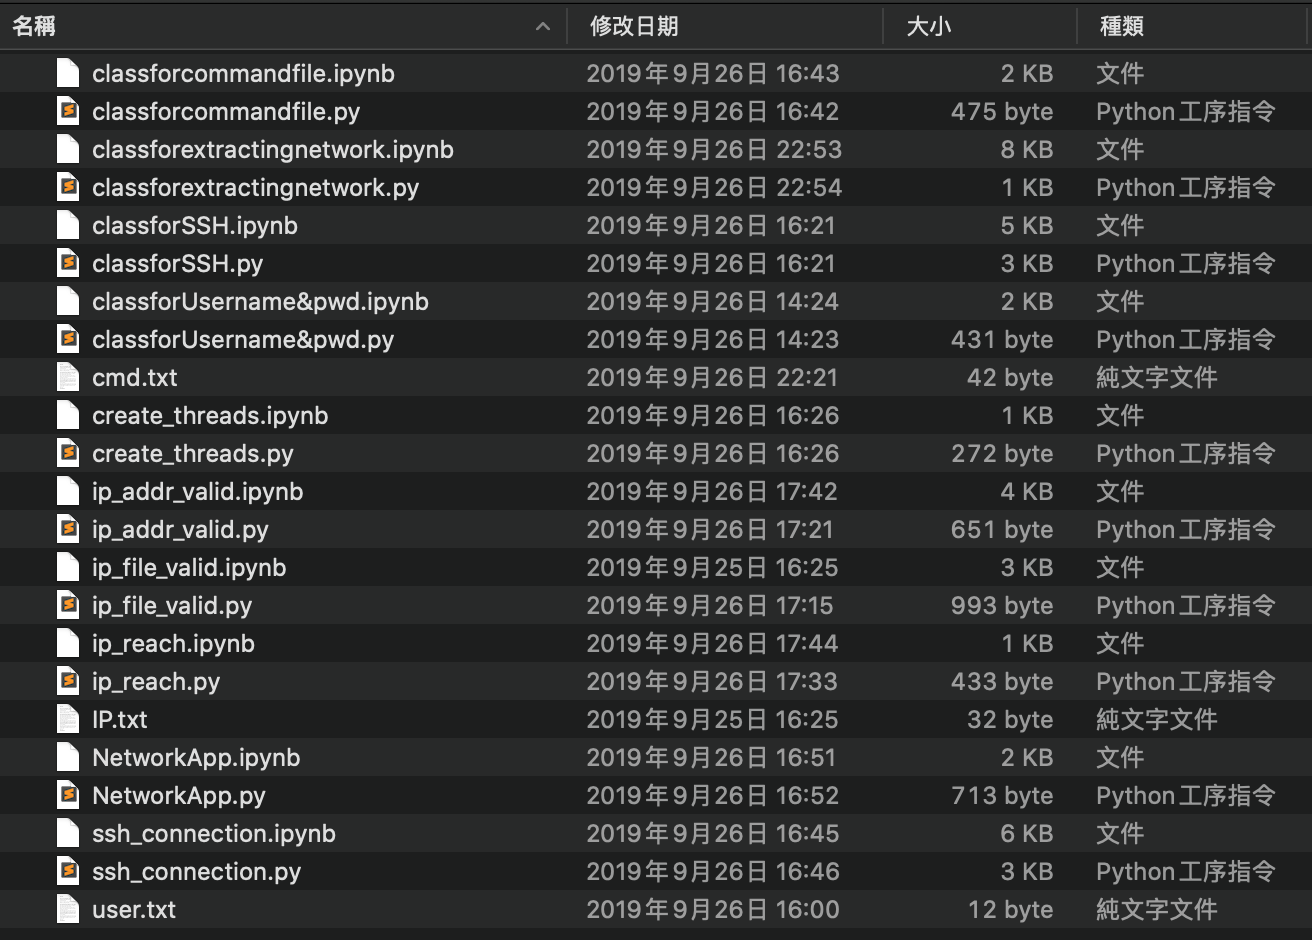 名稱 修改日期 大小 種類
classforcommandfile.ipynb 2019年9月26日 16:43 2 KB 文件
classforcommandfile.py 2019年9月26日 16:42 475 byte Python工序指令
classforextractingnetwork.ipynb 2019年9月26日 22:53 8 KB 文件
classforextractingnetwork.py 2019年9月26日 22:54 1 KB Python工序指令
classforSSH.ipynb 2019年9月26日 16:21 5 KB 文件
classforSSH.py 2019年9月26日 16:21 3 KB Python工序指令
classforUsername&pwd.ipynb 2019年9月26日 14:24 2 KB 文件
classforUsername&pwd.py 2019年9月26日 14:23 431 byte Python工序指令
cmd.txt 2019年9月26日 22:21 42 byte 純文字文件
create_threads.ipynb 2019年9月26日 16:26 1 KB 文件
create_threads.py 2019年9月26日 16:26 272 byte Python工序指令
ip_addr_valid.ipynb 2019年9月26日 17:42 4 KB 文件
ip_addr_valid.py 2019年9月26日 17:21 651 byte Python工序指令
ip_file_valid.ipynb 2019年9月25日 16:25 3 KB 文件
ip_file_valid.py 2019年9月26日 17:15 993 byte Python工序指令
ip_reach.ipynb 2019年9月26日 17:44 1 KB 文件
ip_reach.py 2019年9月26日 17:33 433 byte Python工序指令
IP.txt 2019年9月25日 16:25 32 byte 純文字文件
NetworkApp.ipynb 2019年9月26日 16:51 2 KB 文件
NetworkApp.py 2019年9月26日 16:52 713 byte Python工序指令
ssh_connection.ipynb 2019年9月26日 16:45 6 KB 文件
ssh_connection.py 2019年9月26日 16:46 3 KB Python工序指令
user.txt 2019年9月26日 16:00 12 byte 純文字文件